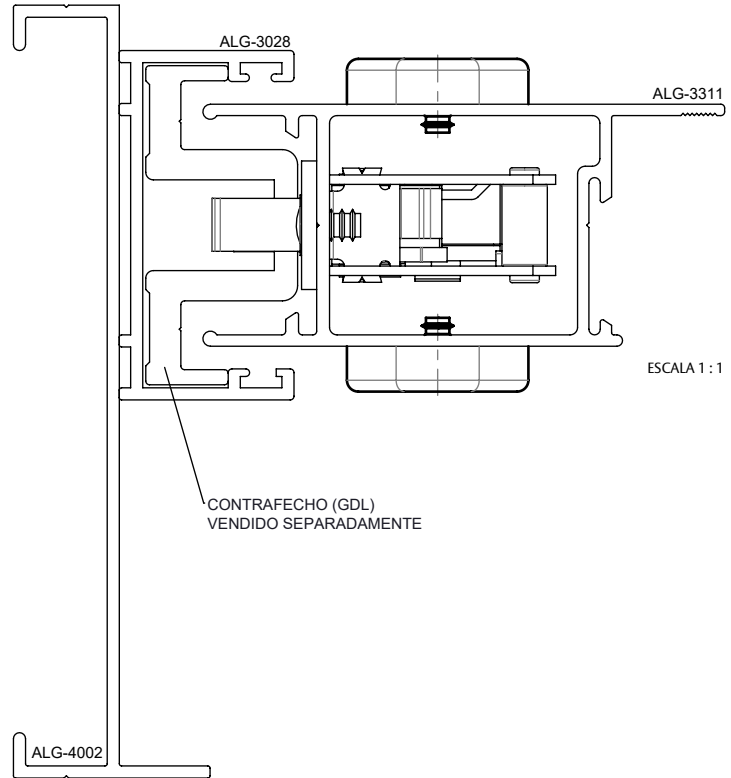 ALG-3028
ALG-3311
ESCALA 1 : 1
CONTRAFECHO (GDL)
VENDIDO SEPARADAMENTE
ALG-4002